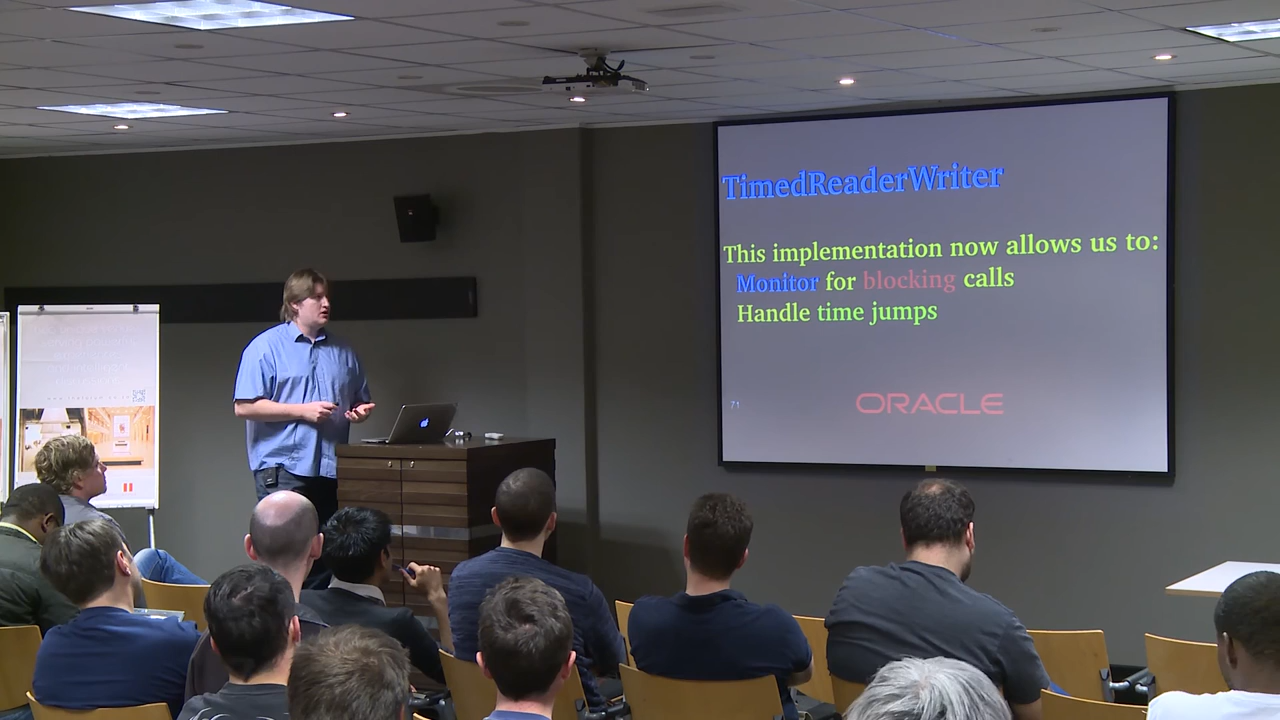 TimedReaderWriter
This implementation now allows us to:
Monitor for blocking calls
Handle time jumps
71
ORACLE